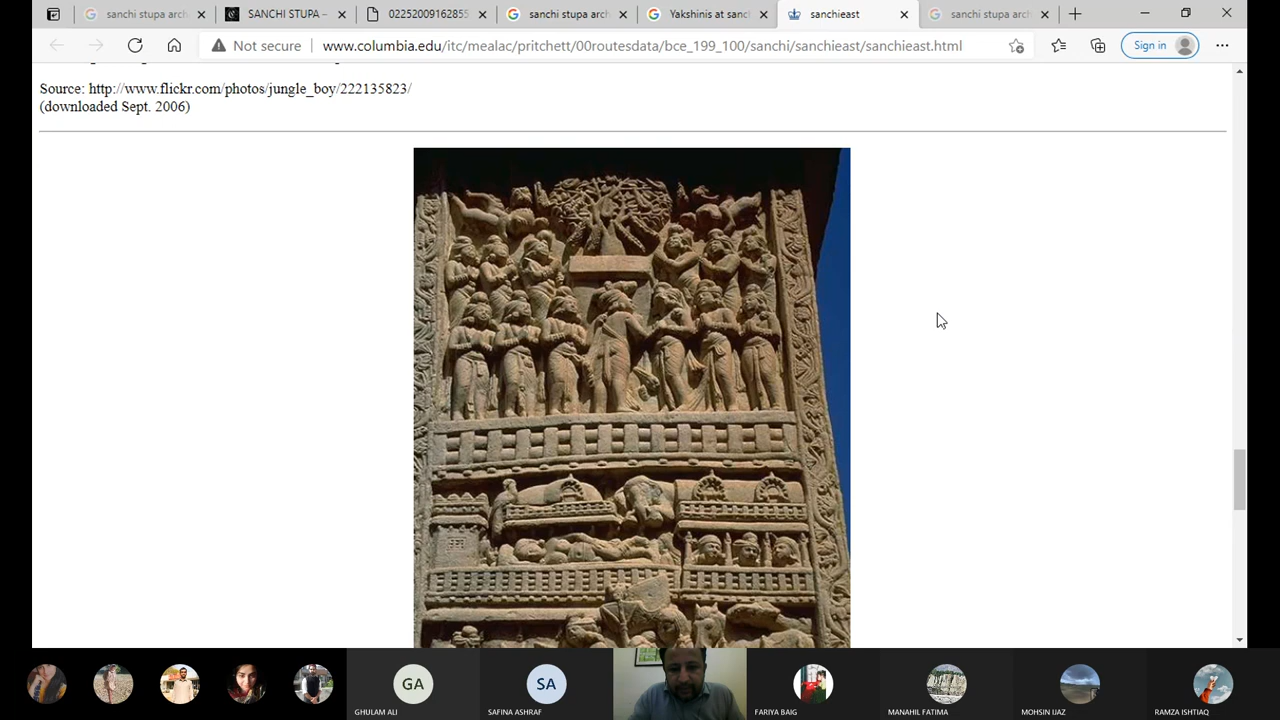 sanchi stupa arch
SANCHI STUPA –
02252009162855
sanchi stupa arch
Yakshinis at sanct
sanchieast
sanchi stupa arch
Not secure
www.columbia.edu/itc/mealac/pritchett/00routesdata/bce_199_100/sanchi/sanchieast/sanchieast.html
Sign in
Source: http://www.flickr.com/photos/jungle_boy/222135823/
(downloaded Sept. 2006)
GA
SA
GHULAM ALI
SAFINA ASHRAF
FARIYA BAIG
MANAHIL FATIMA
MOHSIN IJAZ
RAMZA ISHTIAQ